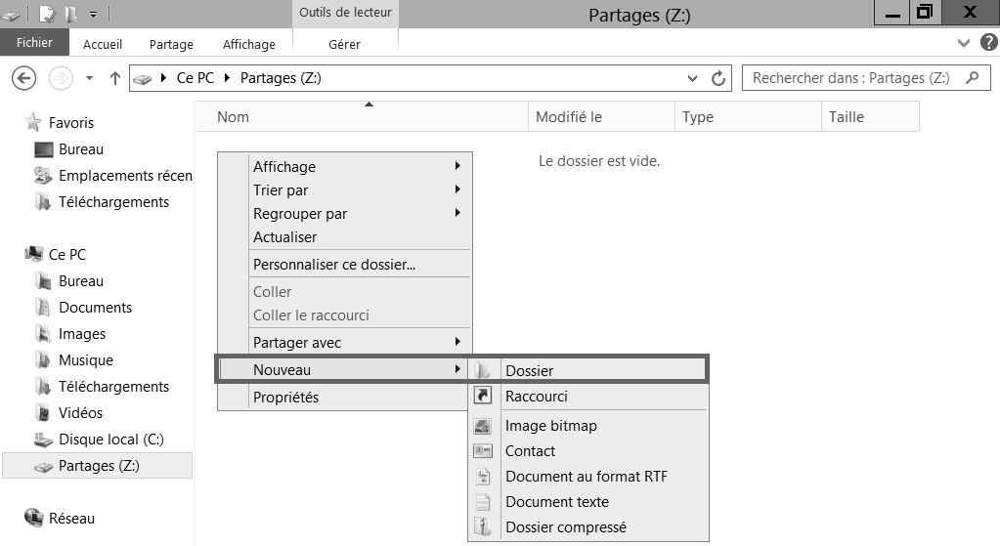 Outils de lecteur
Partages (Z:)
Fichier
Accueil
Partage
Affichage
Gérer
Ce PC
Partages (Z:)
Rechercher dans : Partages (Z:)
Nom
Modifié le
Type
Taille
Le dossier est vide.
Favoris
Bureau
Emplacements récen
Téléchargements
Ce PC
Bureau
Documents
Images
Musique
Téléchargements
Vidéos
Disque local (C:)
Partages (Z:)
Réseau
Affichage
Trier par
Regrouper par
Actualiser
Personnaliser ce dossier...
Coller
Coller le raccourci
Partager avec
Nouveau
Propriétés
Dossier
Raccourci
Image bitmap
Contact
Document au format RTF
Document texte
Dossier compressé